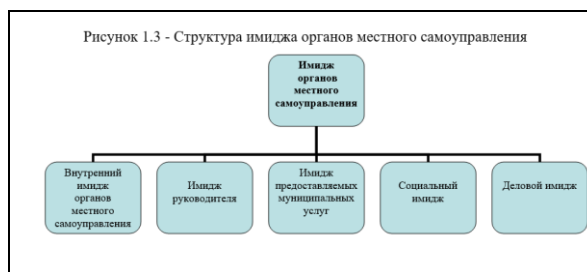 Рисунок 1.3 - Структура имиджа органов местного самоуправления
Имидж
органов
местного
самоуправления
Внутренний
имидж
органов
местного
самоуправления
Имидж
руководителя
Имидж
предоставляемых
муниципальных
услуг
Социальный
имидж
Деловой имидж